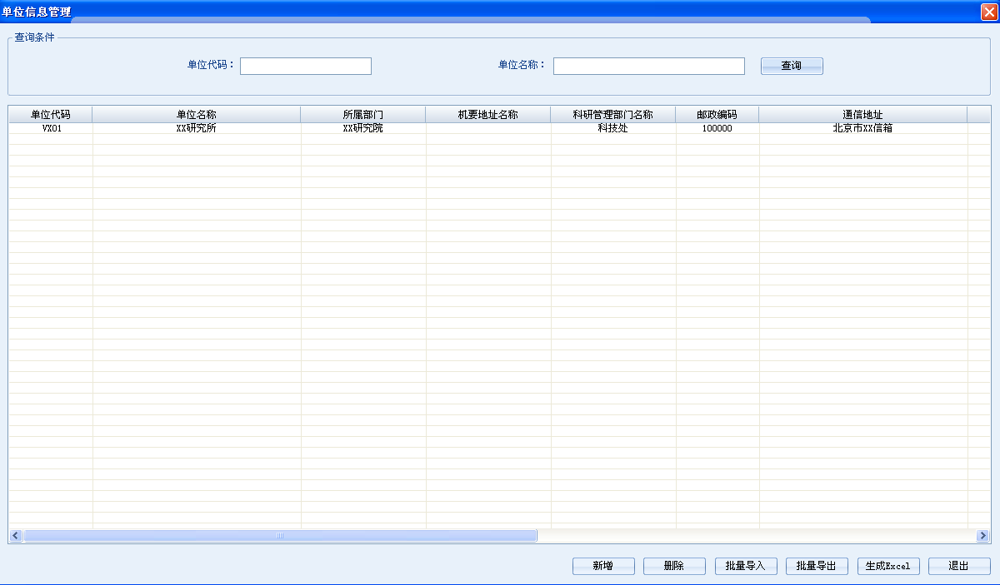 单位信息管理
查询条件
单位代码： 单位名称： 查询
单位代码 单位名称 所属部门 机要地址名称 科研管理部门名称 邮政编码 通信地址
VX01 XX研究所 XX研究院 科技处 100000 北京市XX信箱
新增 删除 批量导入 批量导出 生成Excel 退出